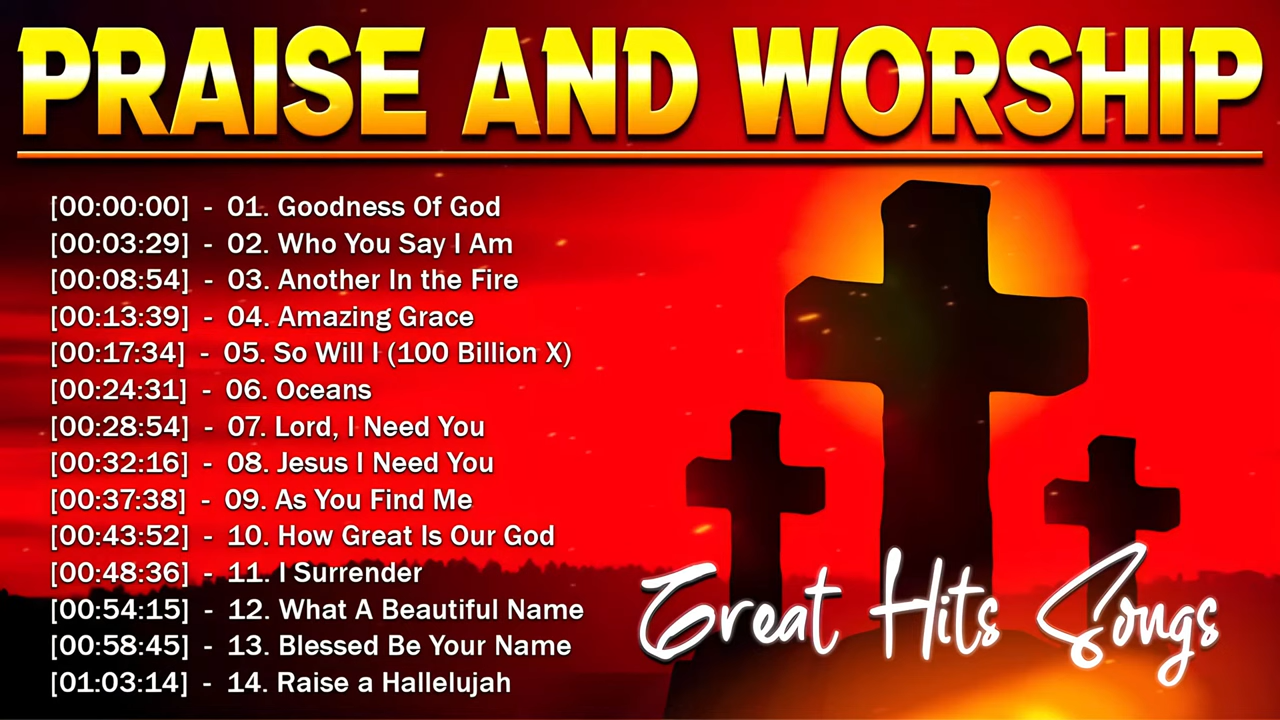 PRAISE AND WORSHIP
[00:00:00] - 01. Goodness Of God
[00:03:29] - 02. Who You Say I Am
[00:08:54] - 03. Another In the Fire
[00:13:39] - 04. Amazing Grace
[00:17:34] - 05. So Will I (100 Billion X)
[00:24:31] - 06. Oceans
[00:28:54] - 07. Lord, I Need You
[00:32:16] - 08. Jesus I Need You
[00:37:38] - 09. As You Find Me
[00:43:52] - 10. How Great Is Our God
[00:48:36] - 11. I Surrender
[00:54:15] - 12. What A Beautiful Name
[00:58:45] - 13. Blessed Be Your Name
[01:03:14] - 14. Raise a Hallelujah
Great Hits Songs